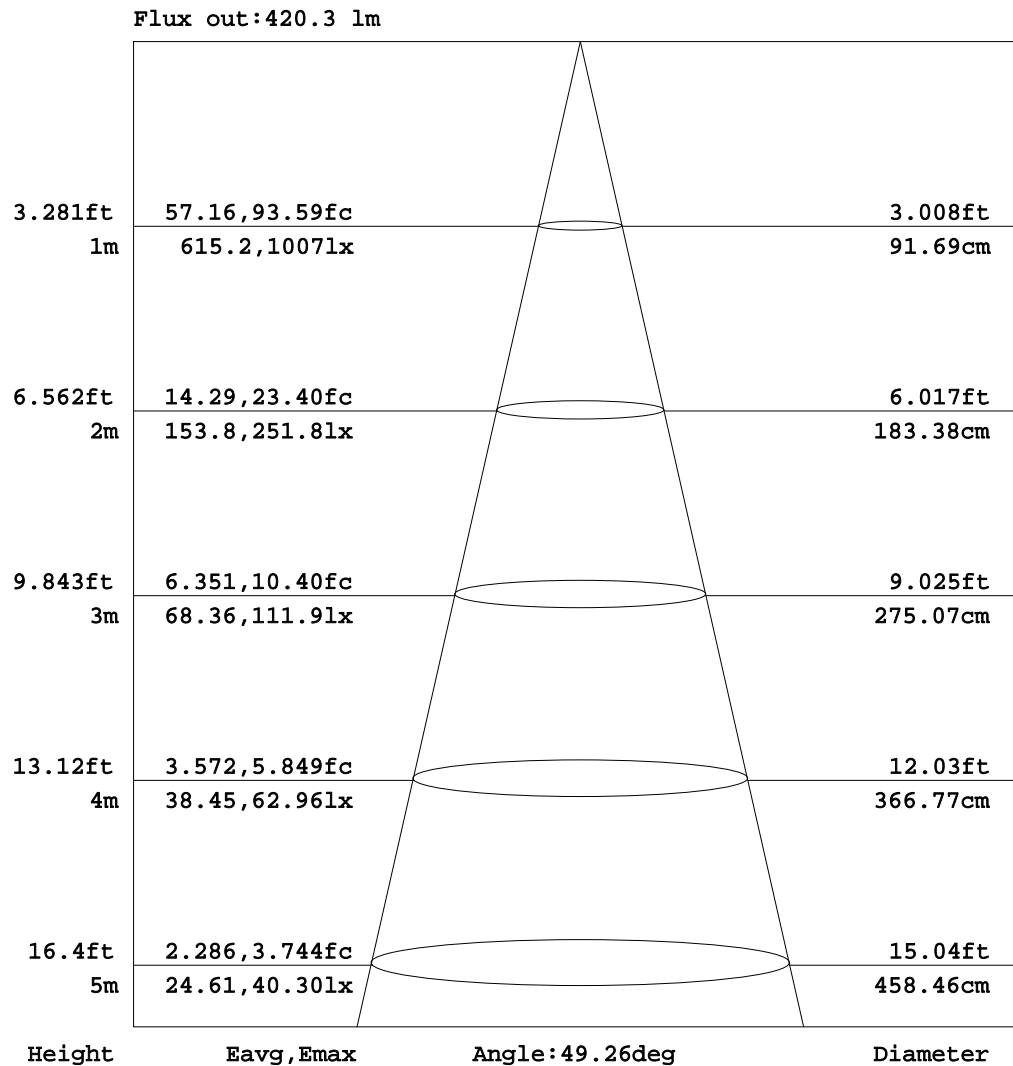 Flux out:420.3 lm
3.281ft 57.16,93.59fc 3.008ft
1m 615.2,1007lx 91.69cm
6.562ft 14.29,23.40fc 6.017ft
2m 153.8,251.8lx 183.38cm
9.843ft 6.351,10.40fc 9.025ft
3m 68.36,111.9lx 275.07cm
13.12ft 3.572,5.849fc 12.03ft
4m 38.45,62.96lx 366.77cm
16.4ft 2.286,3.744fc 15.04ft
5m 24.61,40.30lx 458.46cm
Height Eavg,Emax Angle:49.26deg Diameter